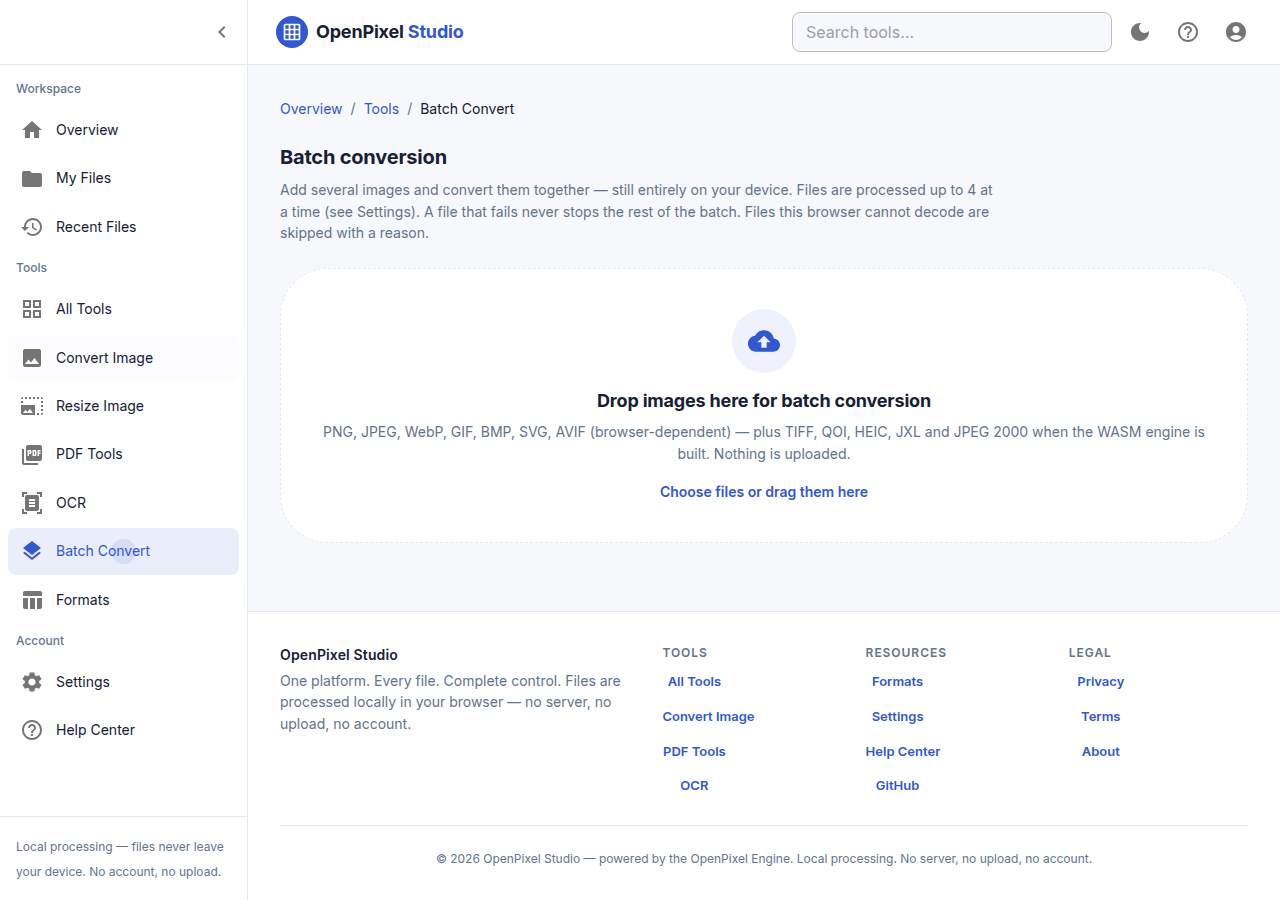 OpenPixel Studio
Search tools...
Workspace
Overview
My Files
Recent Files
Tools
All Tools
Convert Image
Resize Image
PDF Tools
OCR
Batch Convert
Formats
Account
Settings
Help Center
Local processing — files never leave
your device. No account, no upload.
Overview / Tools / Batch Convert
Batch conversion
Add several images and convert them together — still entirely on your device. Files are processed up to 4 at
a time (see Settings). A file that fails never stops the rest of the batch. Files this browser cannot decode are
skipped with a reason.
Drop images here for batch conversion
PNG, JPEG, WebP, GIF, BMP, SVG, AVIF (browser-dependent) — plus TIFF, QOI, HEIC, JXL and JPEG 2000 when the WASM engine is
built. Nothing is uploaded.
Choose files or drag them here
OpenPixel Studio
One platform. Every file. Complete control. Files are
processed locally in your browser — no server, no
upload, no account.
TOOLS
All Tools
Convert Image
PDF Tools
OCR
RESOURCES
Formats
Settings
Help Center
GitHub
LEGAL
Privacy
Terms
About
© 2026 OpenPixel Studio — powered by the OpenPixel Engine. Local processing. No server, no upload, no account.